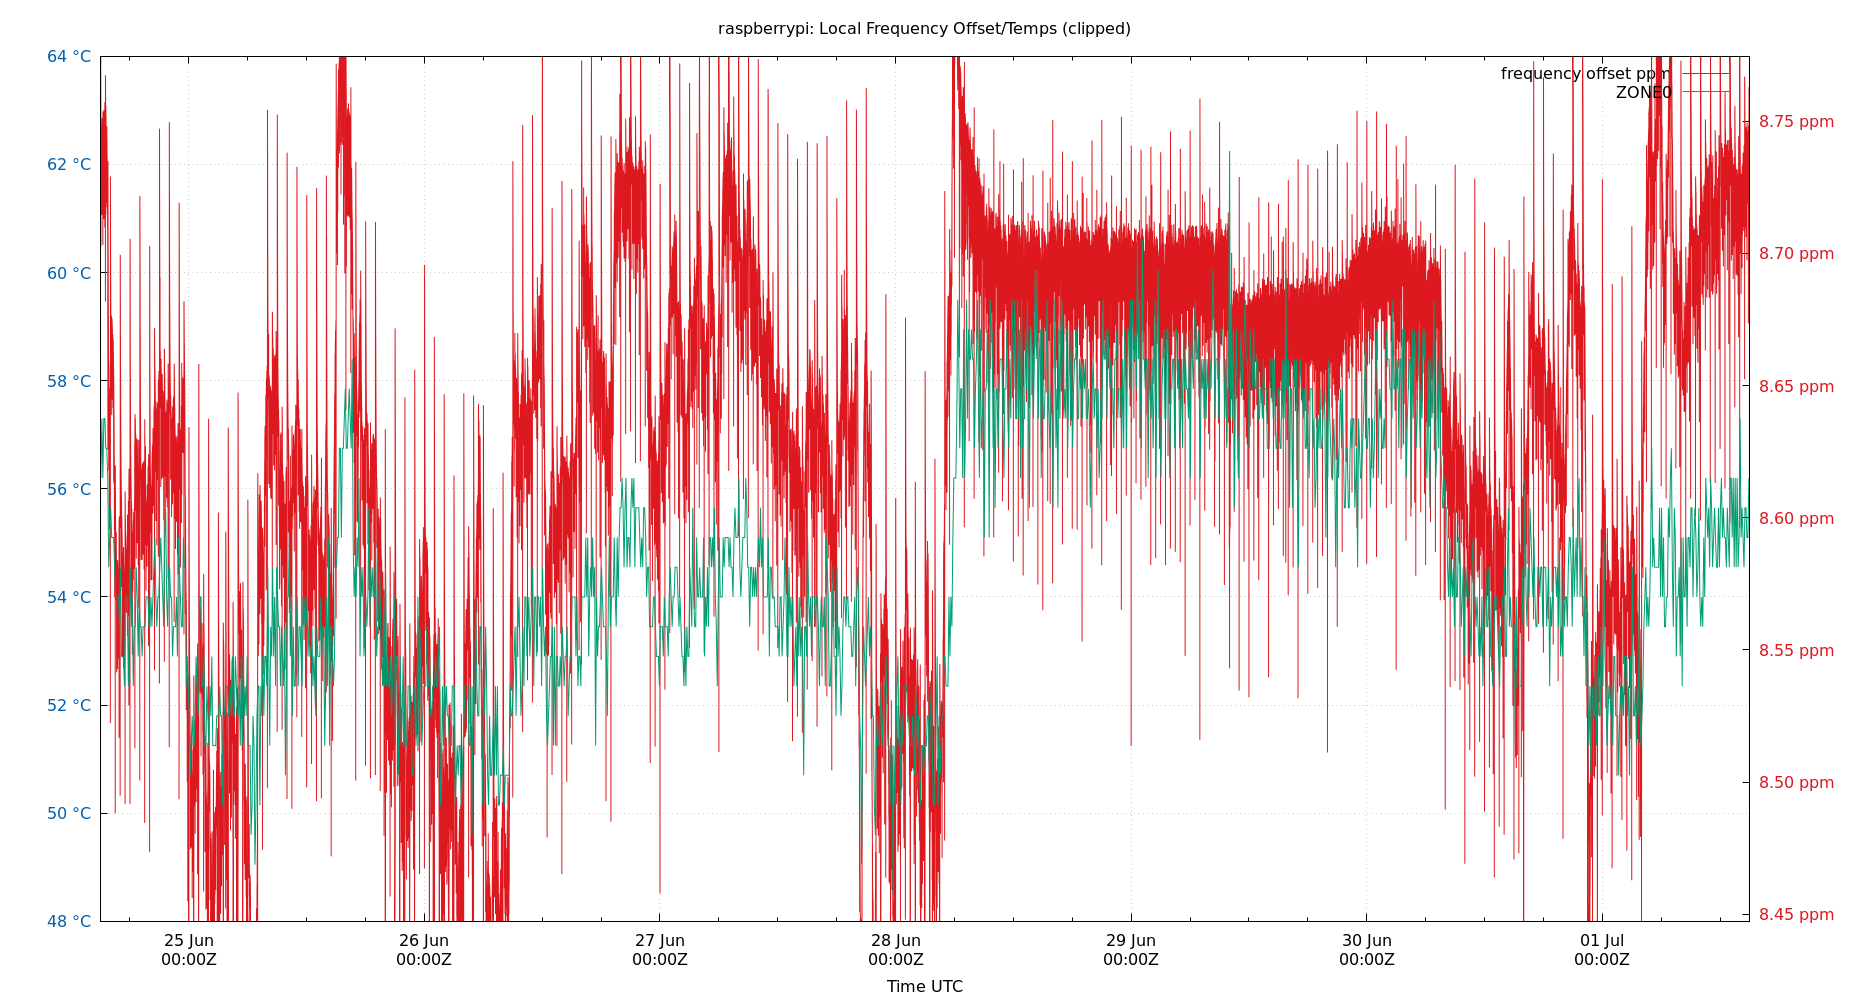 raspberrypi: Local Frequency Offset/Temps (clipped)
64 °C
62 °C
60 °C
58 °C
56 °C
54 °C
52 °C
50 °C
48 °C
frequency offset ppm
ZONE0
8.75 ppm
8.70 ppm
8.65 ppm
8.60 ppm
8.55 ppm
8.50 ppm
8.45 ppm
25 Jun
00:00Z
26 Jun
00:00Z
27 Jun
00:00Z
28 Jun
00:00Z
29 Jun
00:00Z
30 Jun
00:00Z
01 Jul
00:00Z
Time UTC